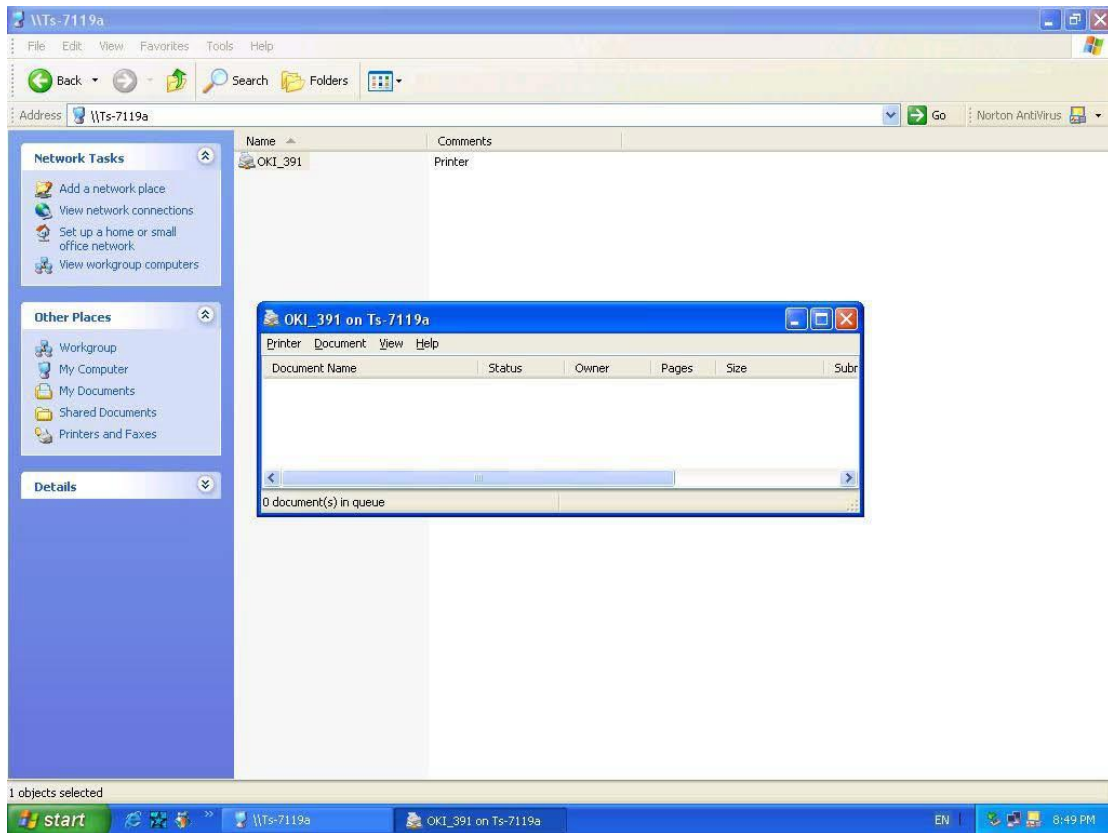 \\Ts-7119a
File Edit View Favorites Tools Help
Back Search Folders
Address \\Ts-7119a Go Norton AntiVirus
Name Comments
OKI_391 Printer
Network Tasks
Add a network place
View network connections
Set up a home or small
office network
View workgroup computers
Other Places
Workgroup
My Computer
My Documents
Shared Documents
Printers and Faxes
Details
OKI_391 on Ts-7119a
Printer Document View Help
Document Name Status Owner Pages Size Subr
0 document(s) in queue
1 objects selected
start \\Ts-7119a OKI_391 on Ts-7119a EN 8:49 PM